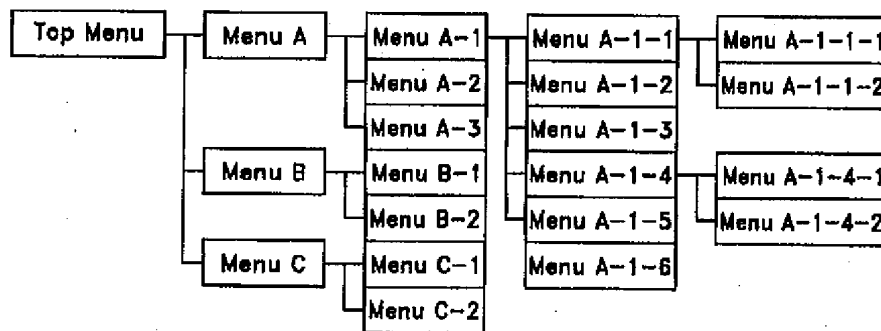 Top Menu
Menu A
Menu A-1
Menu A-1-1
Menu A-1-1-1
Menu A-2
Menu A-1-2
Menu A-1-1-2
Menu A-3
Menu A-1-3
Menu B
Menu B-1
Menu A-1-4
Menu A-1-4-1
Menu B-2
Menu A-1-5
Menu A-1-4-2
Menu C
Menu C-1
Menu A-1-6
Menu C-2